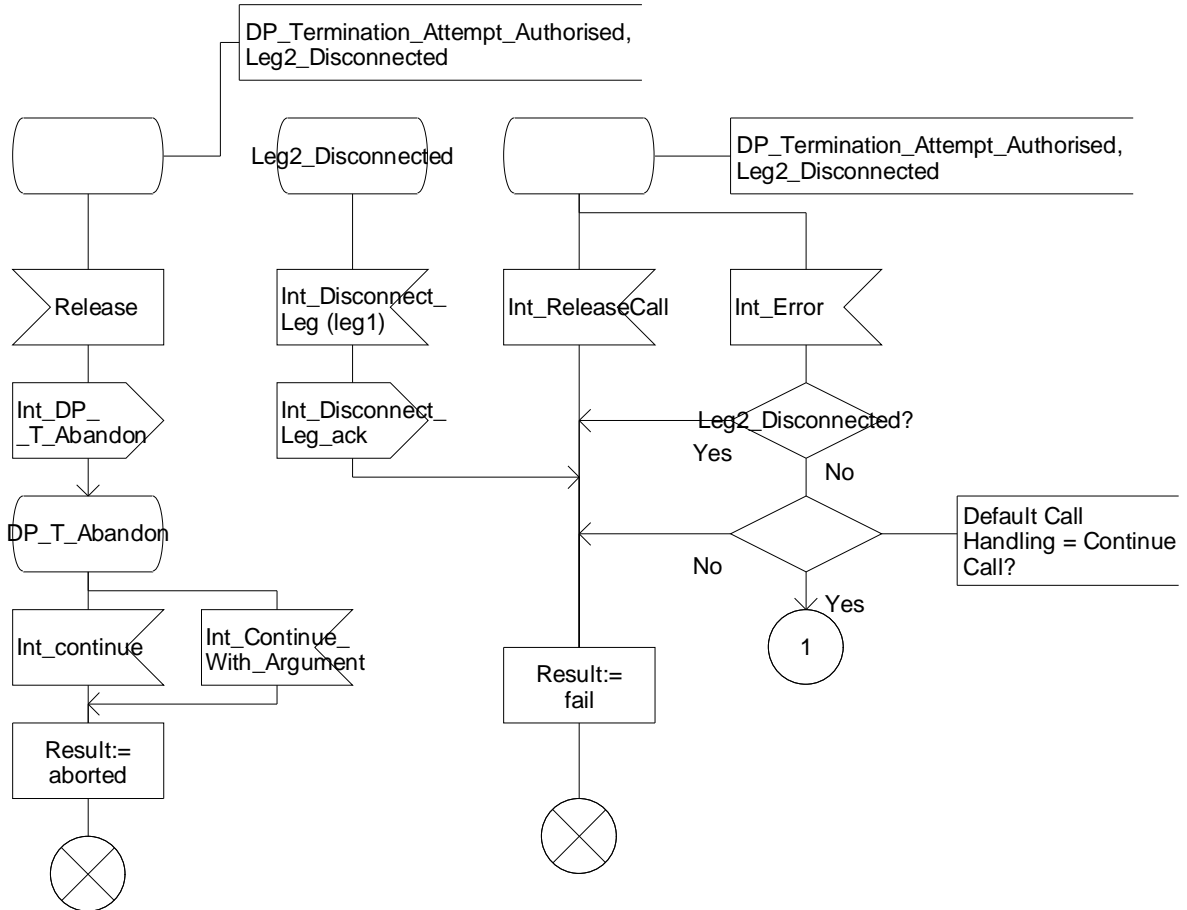 DP_Termination_Attempt_Authorised,
Leg2_Disconnected
Leg2_Disconnected
DP_Termination_Attempt_Authorised,
Leg2_Disconnected
Release
Int_Disconnect_
Leg (leg1)
Int_ReleaseCall
Int_Error
Int_DP_
_T_Abandon
Int_Disconnect_
Leg_ack
Leg2_Disconnected?
Yes
No
DP_T_Abandon
Default Call
Handling = Continue
Call?
No
Yes
Int_continue
Int_Continue_
With_Argument
1
Result:=
fail
Result:=
aborted